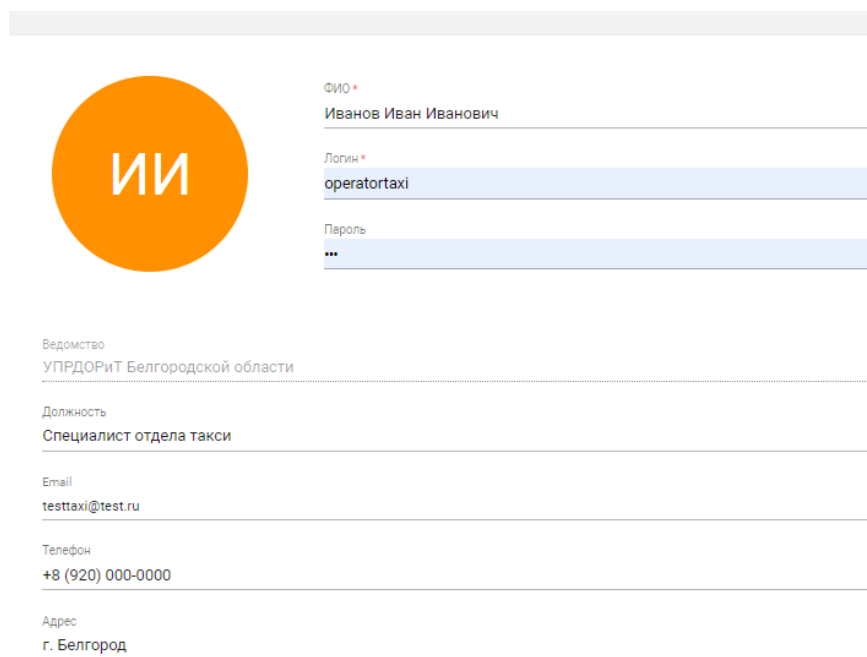 ИИ
ФИО *
Иванов Иван Иванович
Логин *
operatortaxi
Пароль
•••
Ведомство
УПРДОРиТ Белгородской области
Должность
Специалист отдела такси
Email
testtaxi@test.ru
Телефон
+8 (920) 000-0000
Адрес
г. Белгород